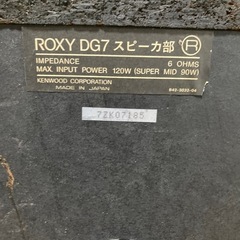 ROXY DG7 スピーカ部 Ⓡ
IMPEDANCE 6 OHMS
MAX. INPUT POWER 120W (SUPER MID 90W)
KENWOOD CORPORATION
MADE IN JAPAN
7ZK07185